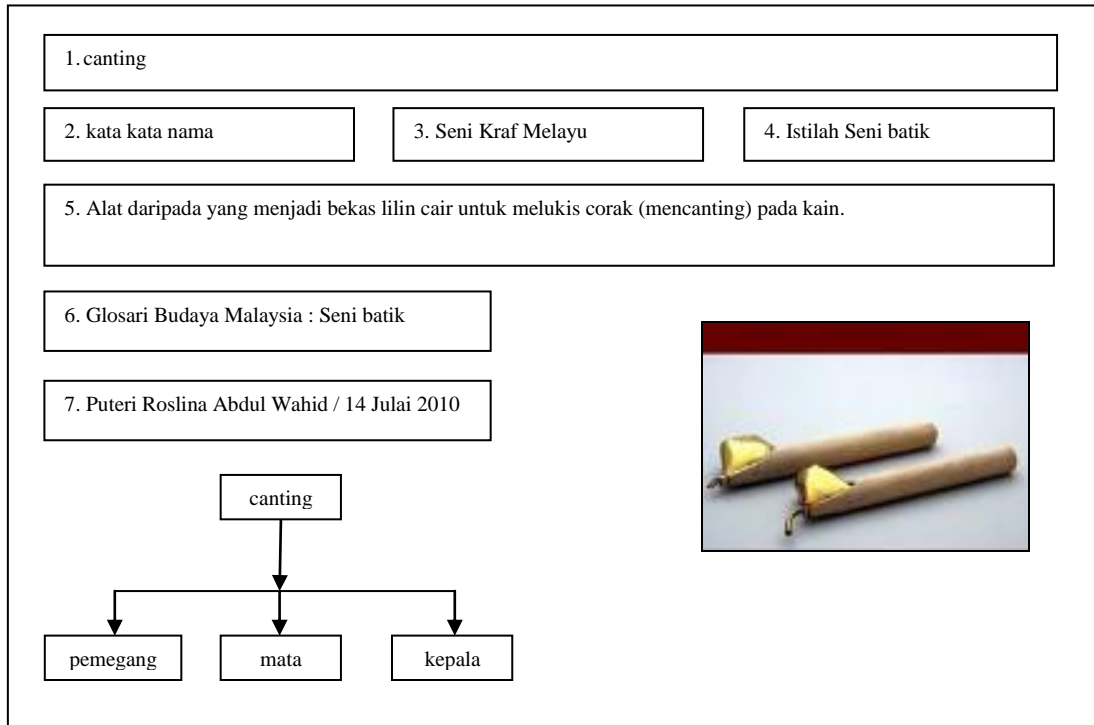 1. canting
2. kata kata nama
3. Seni Kraf Melayu
4. Istilah Seni batik
5. Alat daripada yang menjadi bekas lilin cair untuk melukis corak (mencanting) pada kain.
6. Glosari Budaya Malaysia : Seni batik
7. Puteri Roslina Abdul Wahid / 14 Julai 2010
canting
pemegang
mata
kepala